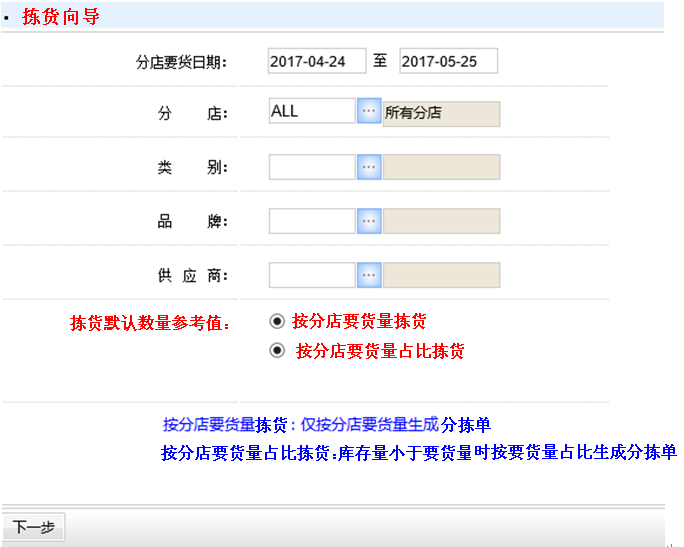 拣货向导
分店要货日期： 2017-04-24 至 2017-05-25
分 店： ALL ... 所有分店
类 别： ...
品 牌： ...
供 应 商： ...
拣货默认数量参考值： 按分店要货量拣货
按分店要货量占比拣货
按分店要货量拣货：仅按分店要货量生成分拣单
按分店要货量占比拣货：库存量小于要货量时按要货量占比生成分拣单
下一步